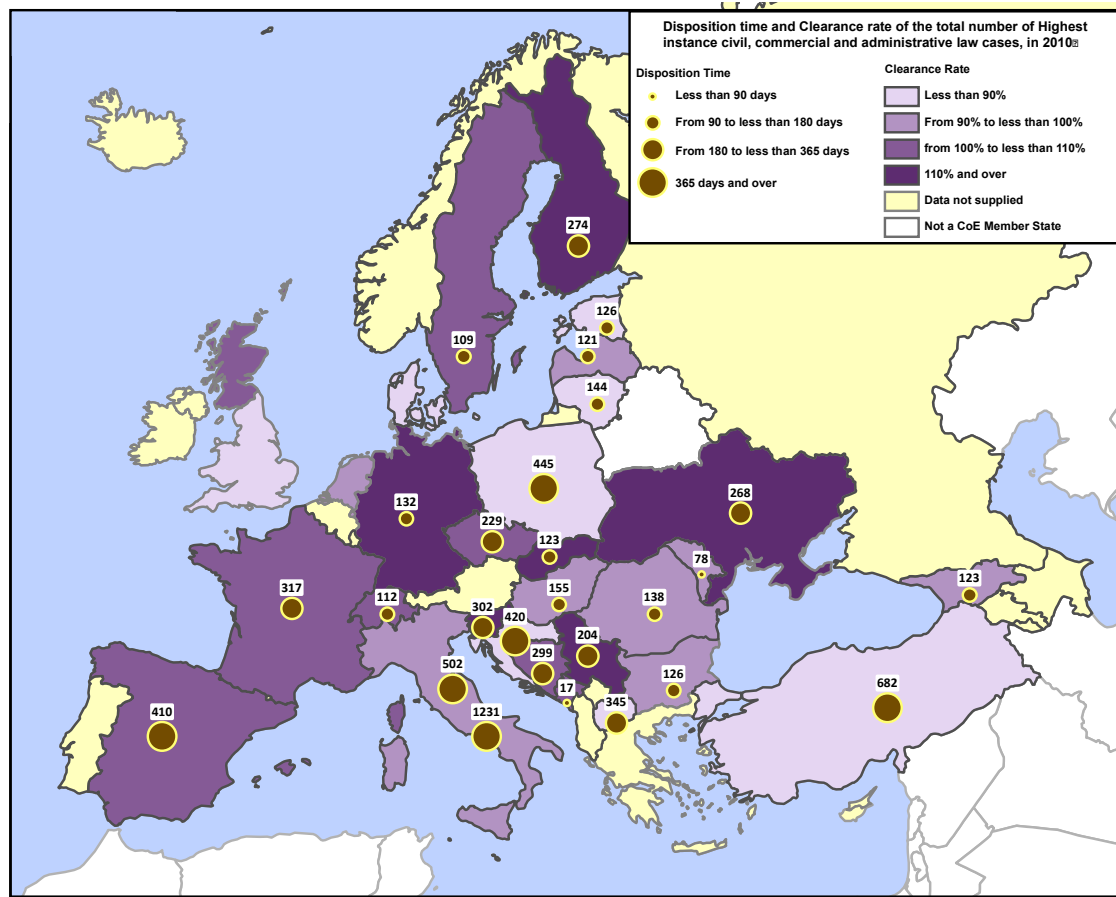 Disposition time and Clearance rate of the total number of Highest
instance civil, commercial and administrative law cases, in 2010
Disposition Time
Less than 90 days
From 90 to less than 180 days
From 180 to less than 365 days
365 days and over
Clearance Rate
Less than 90%
From 90% to less than 100%
from 100% to less than 110%
110% and over
Data not supplied
Not a CoE Member State
274
126
109
121
144
445
132
268
229
123
78
123
317
112
155
138
302
420
204
299
502
17
126
345
682
410
1231